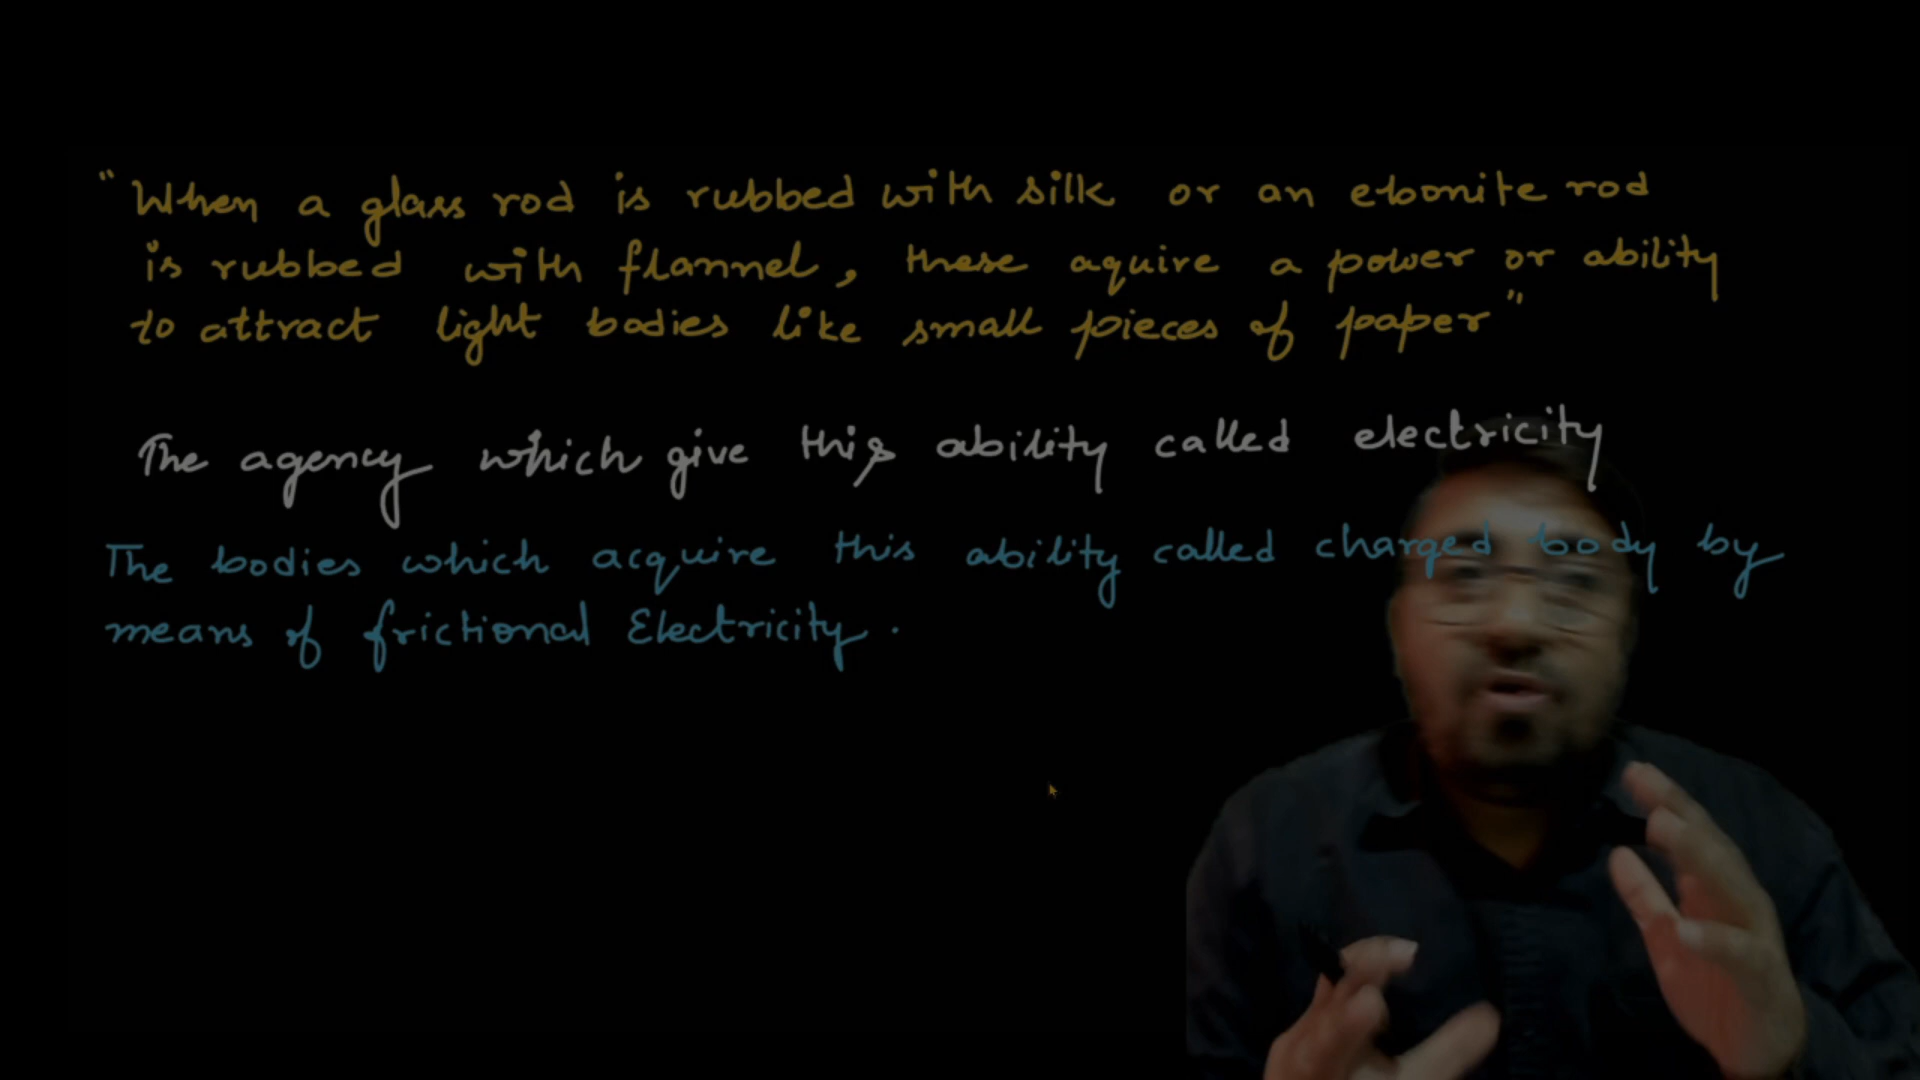 "When a glass rod is rubbed with silk or an ebonite rod
is rubbed with flannel, these aquire a power or ability
to attract light bodies like small pieces of paper"
The agency which give this ability called electricity
The bodies which acquire this ability called charged body by
means of frictional Electricity.